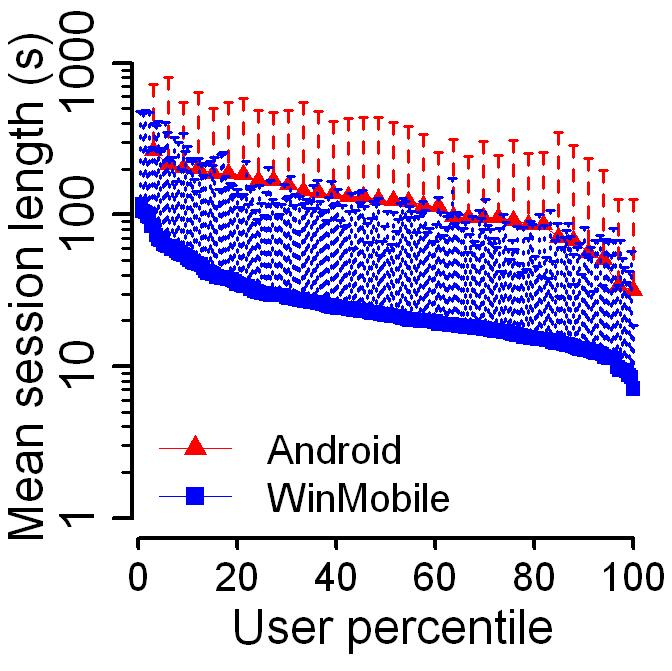 Mean session length (s)
1000
100
10
1
Android
WinMobile
0 20 40 60 80 100
User percentile